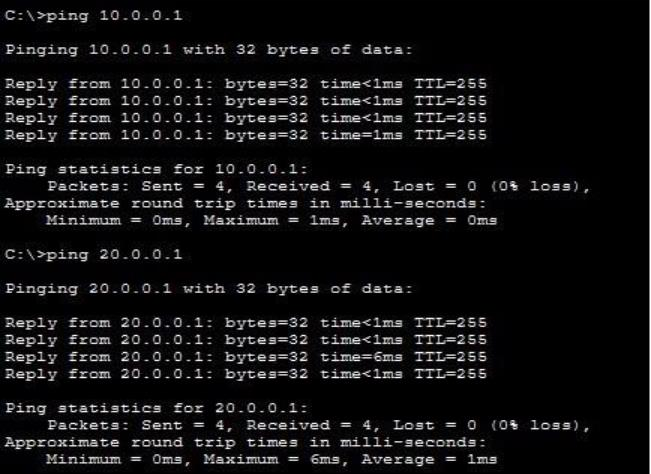 C:\>ping 10.0.0.1
Pinging 10.0.0.1 with 32 bytes of data:
Reply from 10.0.0.1: bytes=32 time<1ms TTL=255
Reply from 10.0.0.1: bytes=32 time<1ms TTL=255
Reply from 10.0.0.1: bytes=32 time<1ms TTL=255
Reply from 10.0.0.1: bytes=32 time=1ms TTL=255
Ping statistics for 10.0.0.1:
    Packets: Sent = 4, Received = 4, Lost = 0 (0% loss),
Approximate round trip times in milli-seconds:
    Minimum = 0ms, Maximum = 1ms, Average = 0ms
C:\>ping 20.0.0.1
Pinging 20.0.0.1 with 32 bytes of data:
Reply from 20.0.0.1: bytes=32 time<1ms TTL=255
Reply from 20.0.0.1: bytes=32 time<1ms TTL=255
Reply from 20.0.0.1: bytes=32 time=6ms TTL=255
Reply from 20.0.0.1: bytes=32 time<1ms TTL=255
Ping statistics for 20.0.0.1:
    Packets: Sent = 4, Received = 4, Lost = 0 (0% loss),
Approximate round trip times in milli-seconds:
    Minimum = 0ms, Maximum = 6ms, Average = 1ms